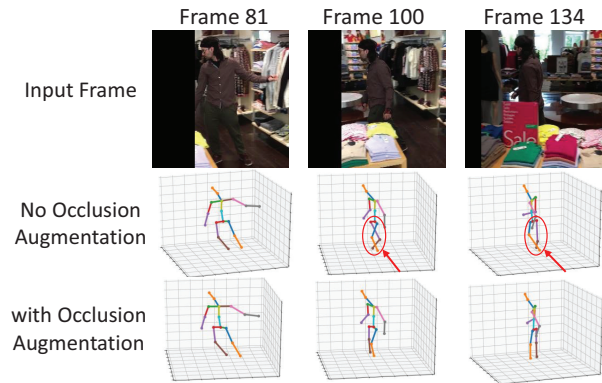 Frame 81
Frame 100
Frame 134
Input Frame
Sale
No Occlusion
Augmentation
with Occlusion
Augmentation